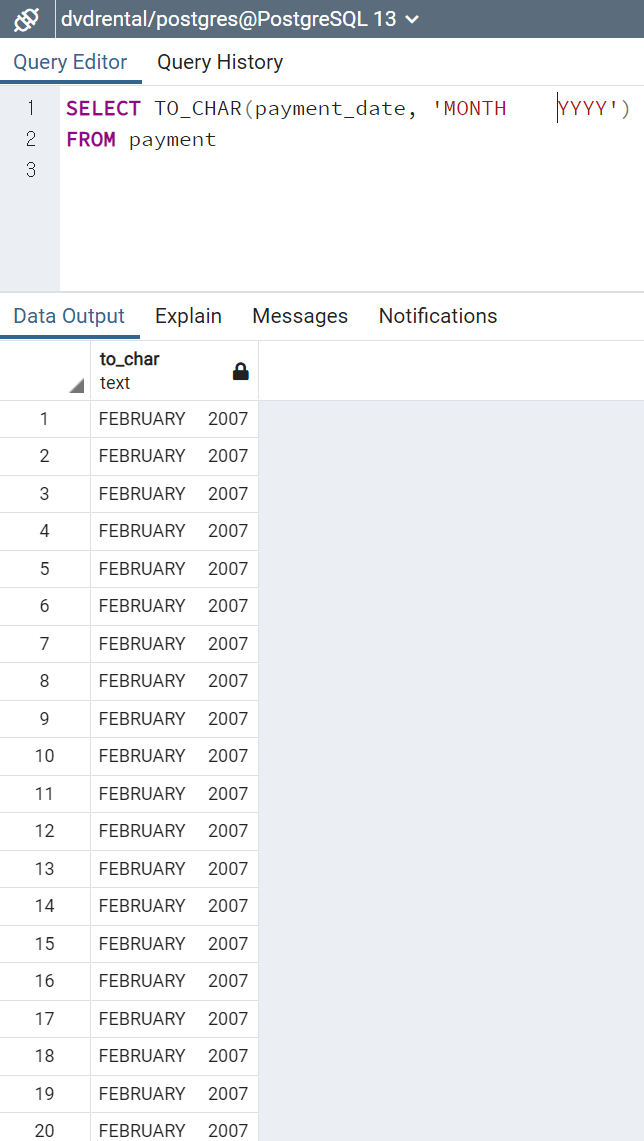 dvdrental/postgres@PostgreSQL 13
Query Editor Query History
1 SELECT TO_CHAR(payment_date, 'MONTH    YYYY')
2 FROM payment
3
Data Output Explain Messages Notifications
to_char
text
1 FEBRUARY    2007
2 FEBRUARY    2007
3 FEBRUARY    2007
4 FEBRUARY    2007
5 FEBRUARY    2007
6 FEBRUARY    2007
7 FEBRUARY    2007
8 FEBRUARY    2007
9 FEBRUARY    2007
10 FEBRUARY    2007
11 FEBRUARY    2007
12 FEBRUARY    2007
13 FEBRUARY    2007
14 FEBRUARY    2007
15 FEBRUARY    2007
16 FEBRUARY    2007
17 FEBRUARY    2007
18 FEBRUARY    2007
19 FEBRUARY    2007
20 FEBRUARY    2007